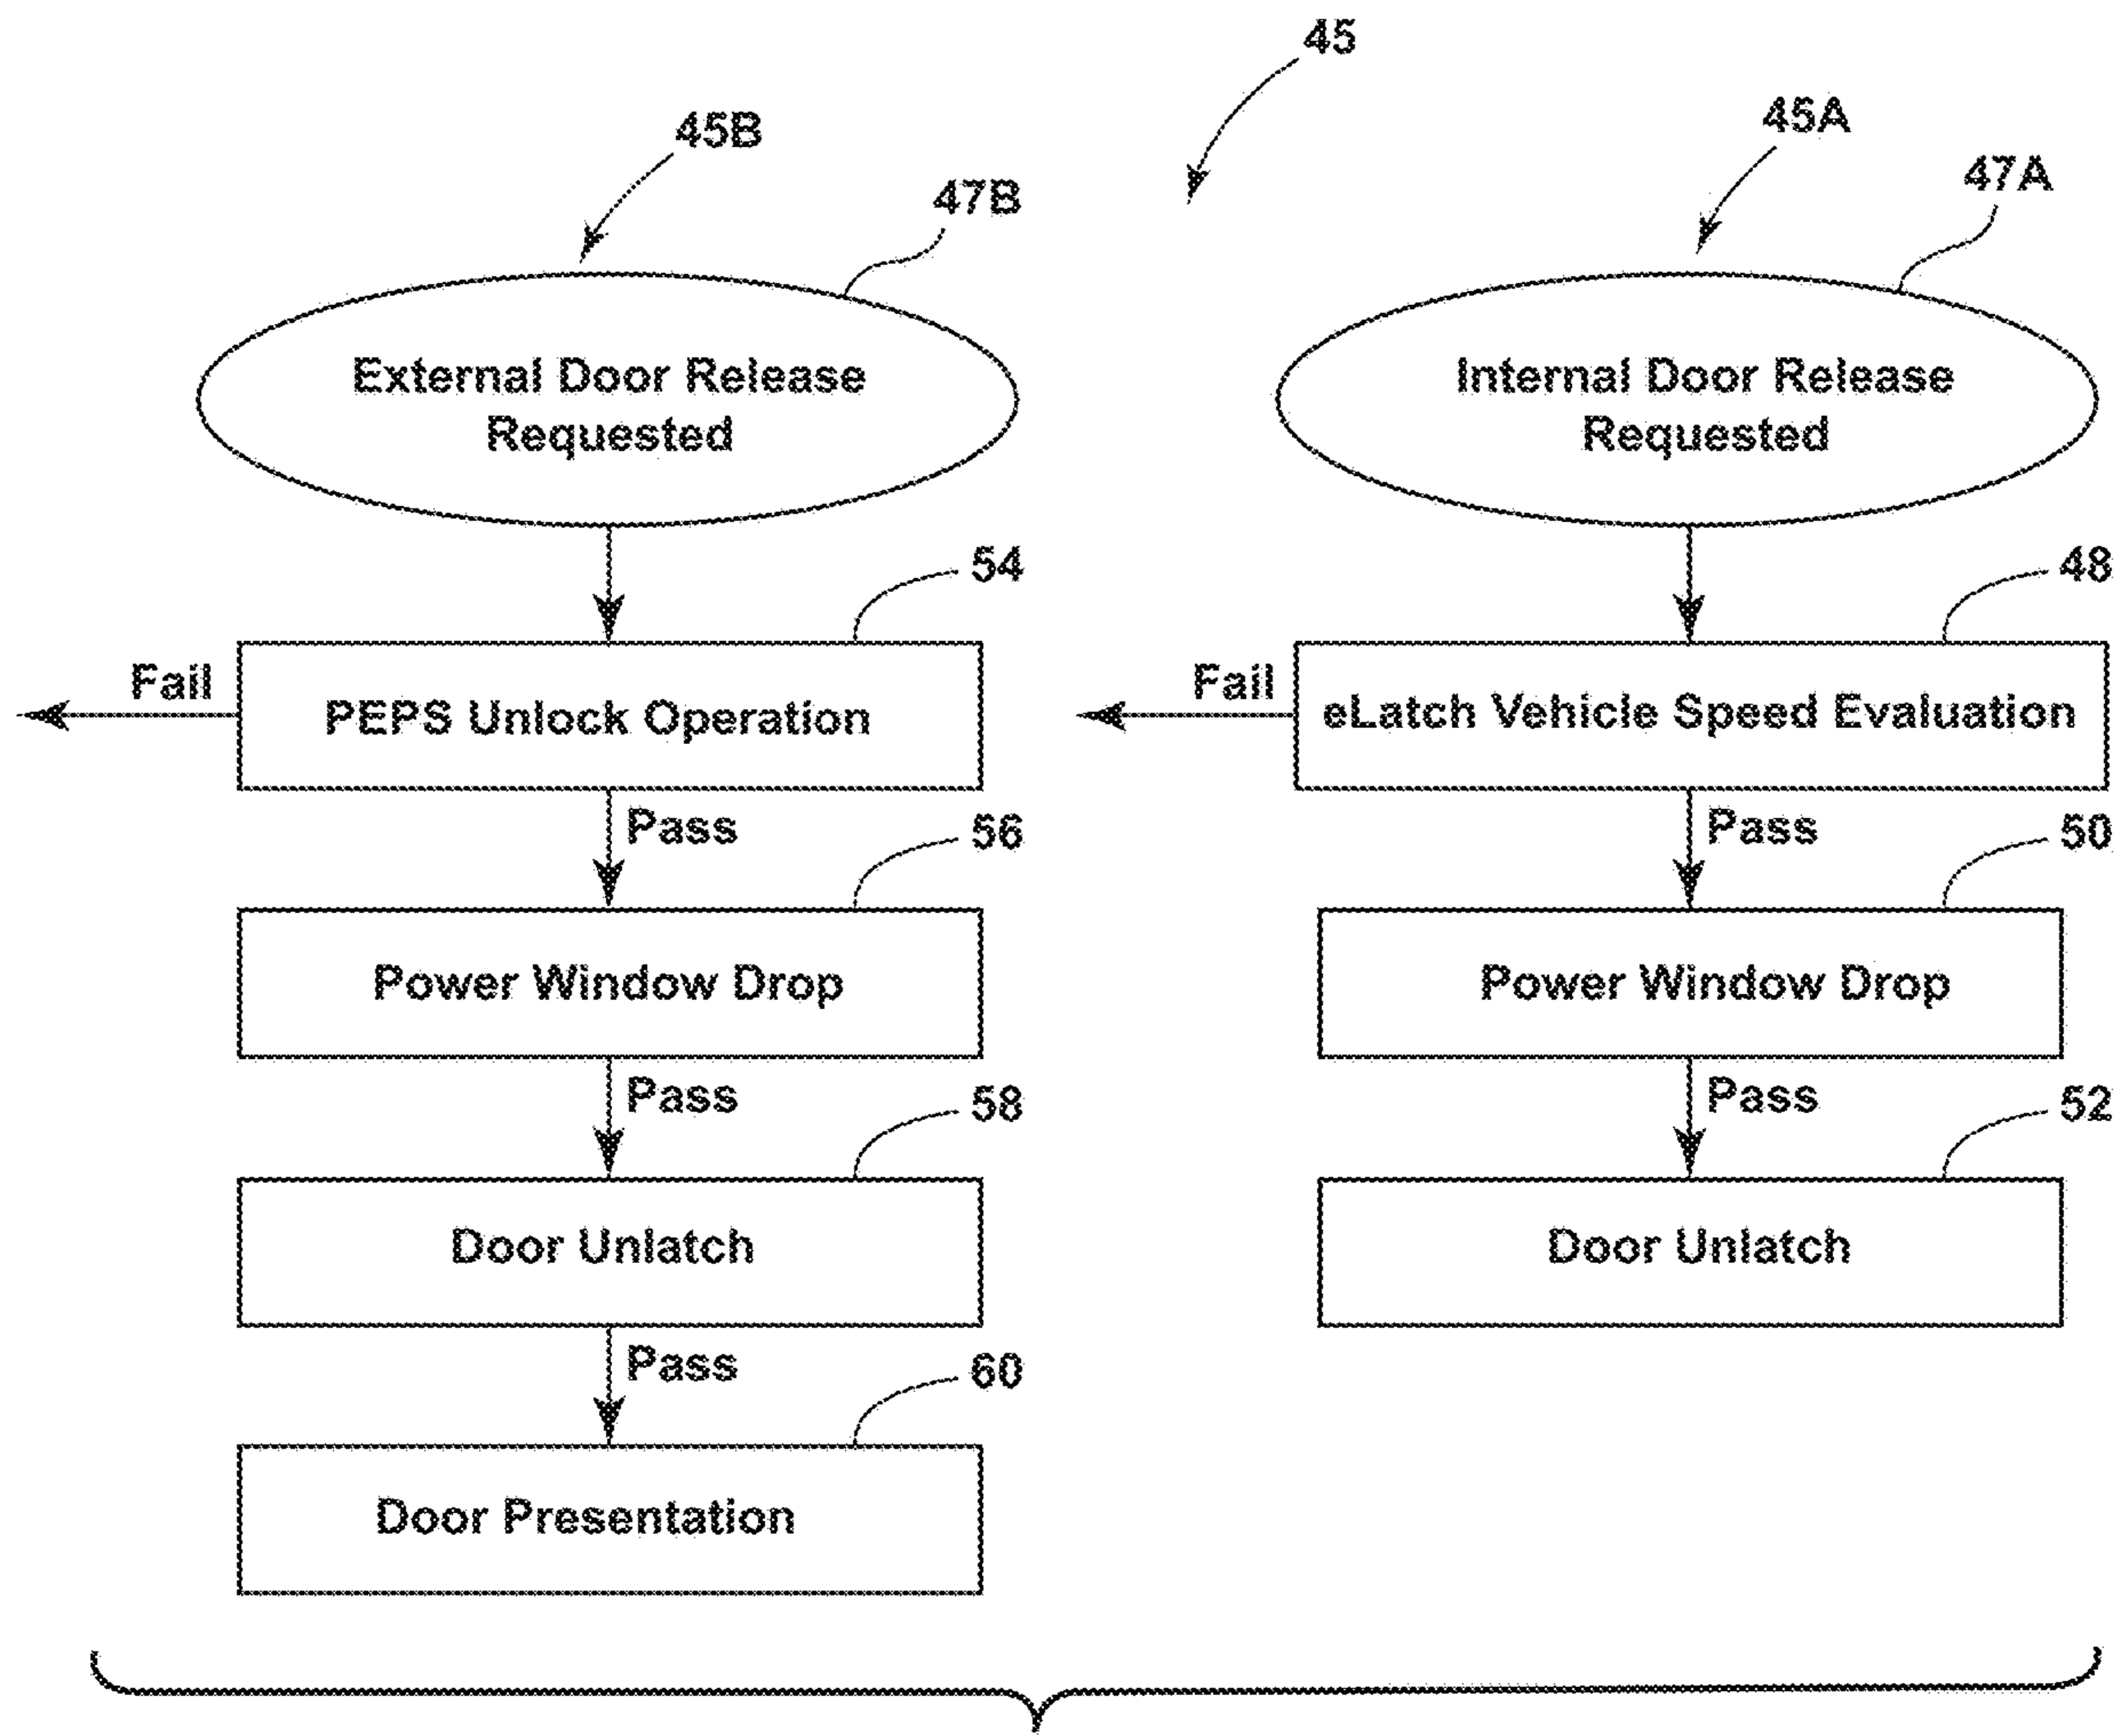 45
45B
45A
47B
47A
External Door Release
Requested
Internal Door Release
Requested
54
48
Fail
PEPS Unlock Operation
Fail
eLatch Vehicle Speed Evaluation
Pass
56
Pass
50
Power Window Drop
Power Window Drop
Pass
58
Pass
52
Door Unlatch
Door Unlatch
Pass
60
Door Presentation